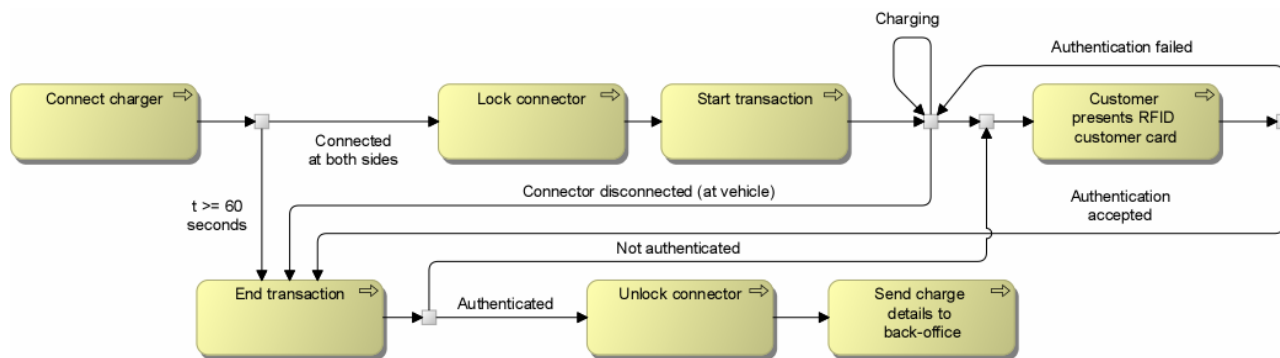 Charging
Authentication failed
Connect charger
Lock connector
Start transaction
Customer
presents RFID
customer card
Connected
at both sides
t >= 60
seconds
Connector disconnected (at vehicle)
Authentication
accepted
Not authenticated
End transaction
Authenticated
Unlock connector
Send charge
details to
back-office